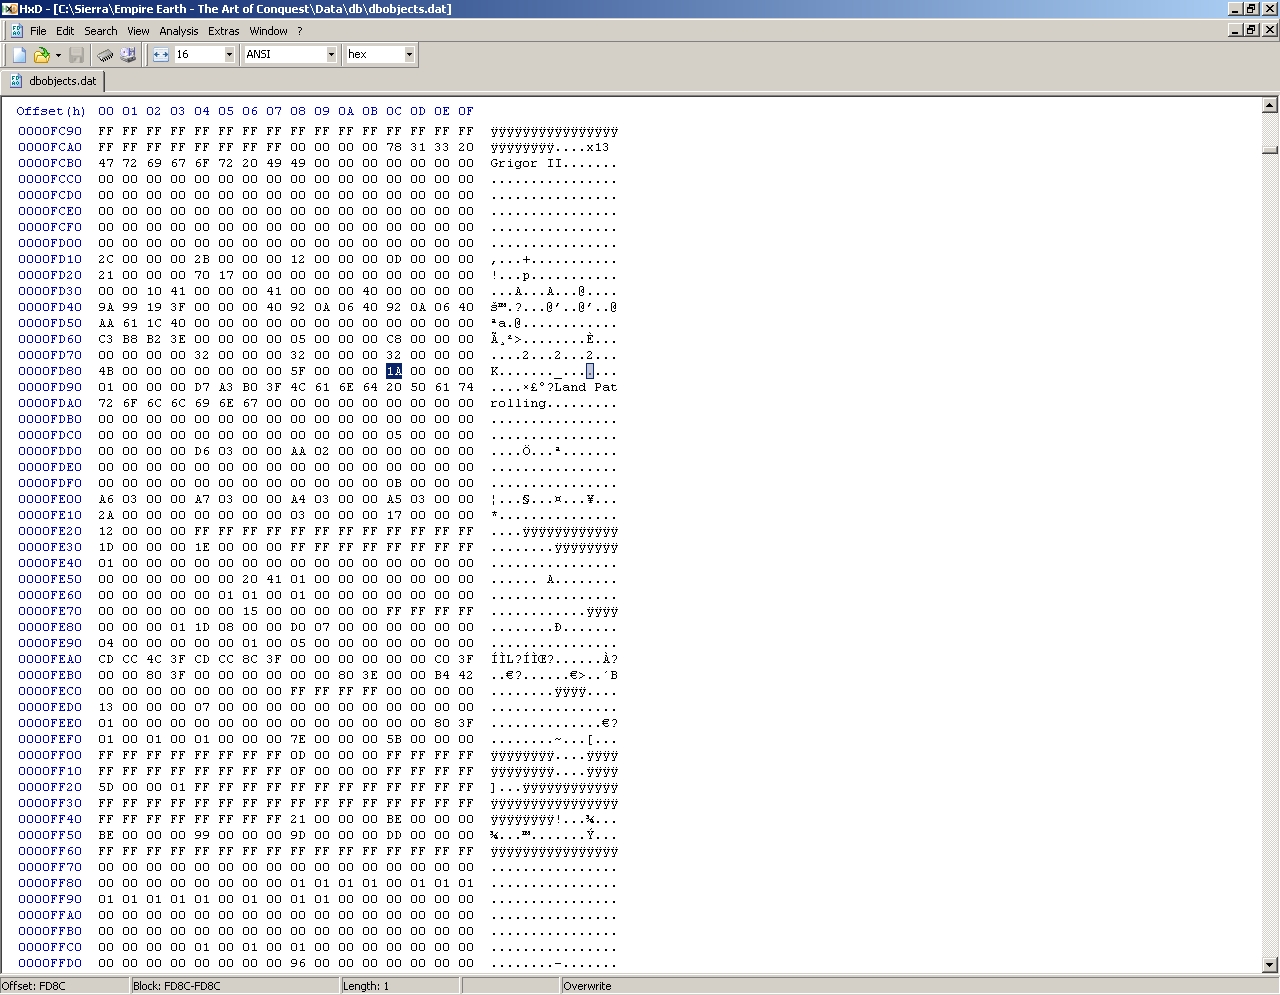 HxD - [C:\Sierra\Empire Earth - The Art of Conquest\Data\db\dbobjects.dat]
File Edit Search View Analysis Extras Window ?
16 ANSI hex
dbobjects.dat
Offset(h) 00 01 02 03 04 05 06 07 08 09 0A 0B 0C 0D 0E 0F
0000FC90 FF FF FF FF FF FF FF FF FF FF FF FF FF FF FF FF ÿÿÿÿÿÿÿÿÿÿÿÿÿÿÿÿ
0000FCA0 FF FF FF FF FF FF FF FF 00 00 00 00 78 31 33 20 ÿÿÿÿÿÿÿÿ....x13
0000FCB0 47 72 69 67 6F 72 20 49 49 00 00 00 00 00 00 00 Grigor II.......
0000FCC0 00 00 00 00 00 00 00 00 00 00 00 00 00 00 00 00 ................
0000FCD0 00 00 00 00 00 00 00 00 00 00 00 00 00 00 00 00 ................
0000FCE0 00 00 00 00 00 00 00 00 00 00 00 00 00 00 00 00 ................
0000FCF0 00 00 00 00 00 00 00 00 00 00 00 00 00 00 00 00 ................
0000FD00 00 00 00 00 00 00 00 00 00 00 00 00 00 00 00 00 ................
0000FD10 2C 00 00 00 2B 00 00 00 12 00 00 00 0D 00 00 00 ,...+...........
0000FD20 21 00 00 00 70 17 00 00 00 00 00 00 00 00 00 00 !...p...........
0000FD30 00 00 10 41 00 00 00 41 00 00 00 40 00 00 00 00 ...A...A...@....
0000FD40 9A 99 19 3F 00 00 00 40 92 0A 06 40 92 0A 06 40 š™.?...@’..@’..@
0000FD50 AA 61 1C 40 00 00 00 00 00 00 00 00 00 00 00 00 ªa.@............
0000FD60 C3 B8 B2 3E 00 00 00 00 05 00 00 00 C8 00 00 00 Ã¸²>........È...
0000FD70 00 00 00 00 32 00 00 00 32 00 00 00 32 00 00 00 ....2...2...2...
0000FD80 4B 00 00 00 00 00 00 00 5F 00 00 00 1A 00 00 00 K......._.......
0000FD90 01 00 00 00 D7 A3 B0 3F 4C 61 6E 64 20 50 61 74 ....×£°?Land Pat
0000FDA0 72 6F 6C 6C 69 6E 67 00 00 00 00 00 00 00 00 00 rolling.........
0000FDB0 00 00 00 00 00 00 00 00 00 00 00 00 00 00 00 00 ................
0000FDC0 00 00 00 00 00 00 00 00 00 00 00 00 05 00 00 00 ................
0000FDD0 00 00 00 00 D6 03 00 00 AA 02 00 00 00 00 00 00 ....Ö...ª.......
0000FDE0 00 00 00 00 00 00 00 00 00 00 00 00 00 00 00 00 ................
0000FDF0 00 00 00 00 00 00 00 00 00 00 00 00 0B 00 00 00 ................
0000FE00 A6 03 00 00 A7 03 00 00 A4 03 00 00 A5 03 00 00 ¦...§...¤...¥...
0000FE10 2A 00 00 00 00 00 00 00 03 00 00 00 17 00 00 00 *...............
0000FE20 12 00 00 00 FF FF FF FF FF FF FF FF FF FF FF FF ....ÿÿÿÿÿÿÿÿÿÿÿÿ
0000FE30 1D 00 00 00 1E 00 00 00 FF FF FF FF FF FF FF FF ........ÿÿÿÿÿÿÿÿ
0000FE40 01 00 00 00 00 00 00 00 00 00 00 00 00 00 00 00 ................
0000FE50 00 00 00 00 00 00 20 41 01 00 00 00 00 00 00 00 ...... A........
0000FE60 00 00 00 00 00 01 01 00 01 00 00 00 00 00 00 00 ................
0000FE70 00 00 00 00 00 00 15 00 00 00 00 00 FF FF FF FF ............ÿÿÿÿ
0000FE80 00 00 00 01 1D 08 00 00 D0 07 00 00 00 00 00 00 ........Ð.......
0000FE90 04 00 00 00 00 00 01 00 05 00 00 00 00 00 00 00 ................
0000FEA0 CD CC 4C 3F CD CC 8C 3F 00 00 00 00 00 00 C0 3F ÍÌL?ÍÌŒ?......À?
0000FEB0 00 00 80 3F 00 00 00 00 00 00 80 3E 00 00 B4 42 ..€?......€>..´B
0000FEC0 00 00 00 00 00 00 00 00 FF FF FF FF 00 00 00 00 ........ÿÿÿÿ....
0000FED0 13 00 00 00 07 00 00 00 00 00 00 00 00 00 00 00 ................
0000FEE0 01 00 00 00 00 00 00 00 00 00 00 00 00 00 80 3F ..............€?
0000FEF0 01 00 01 00 01 00 00 00 7E 00 00 00 5B 00 00 00 ........~...[...
0000FF00 FF FF FF FF FF FF FF FF 0D 00 00 00 FF FF FF FF ÿÿÿÿÿÿÿÿ....ÿÿÿÿ
0000FF10 FF FF FF FF FF FF FF FF 0F 00 00 00 FF FF FF FF ÿÿÿÿÿÿÿÿ....ÿÿÿÿ
0000FF20 5D 00 00 01 FF FF FF FF FF FF FF FF FF FF FF FF ]...ÿÿÿÿÿÿÿÿÿÿÿÿ
0000FF30 FF FF FF FF FF FF FF FF FF FF FF FF FF FF FF FF ÿÿÿÿÿÿÿÿÿÿÿÿÿÿÿÿ
0000FF40 FF FF FF FF FF FF FF FF 21 00 00 00 BE 00 00 00 ÿÿÿÿÿÿÿÿ!...¾...
0000FF50 BE 00 00 00 99 00 00 00 9D 00 00 00 DD 00 00 00 ¾...™.......Ý...
0000FF60 FF FF FF FF FF FF FF FF FF FF FF FF FF FF FF FF ÿÿÿÿÿÿÿÿÿÿÿÿÿÿÿÿ
0000FF70 00 00 00 00 00 00 00 00 00 00 00 00 00 00 00 00 ................
0000FF80 00 00 00 00 00 00 00 00 01 01 01 01 00 01 01 01 ................
0000FF90 01 01 01 01 01 00 01 00 01 01 00 00 00 00 00 00 ................
0000FFA0 00 00 00 00 00 00 00 00 00 00 00 00 00 00 00 00 ................
0000FFB0 00 00 00 00 00 00 00 00 00 00 00 00 00 00 00 00 ................
0000FFC0 00 00 00 00 01 00 01 00 01 00 00 00 00 00 00 00 ................
0000FFD0 00 00 00 00 00 00 00 00 96 00 00 00 00 00 00 00 ........–.......
Offset: FD8C Block: FD8C-FD8C Length: 1 Overwrite